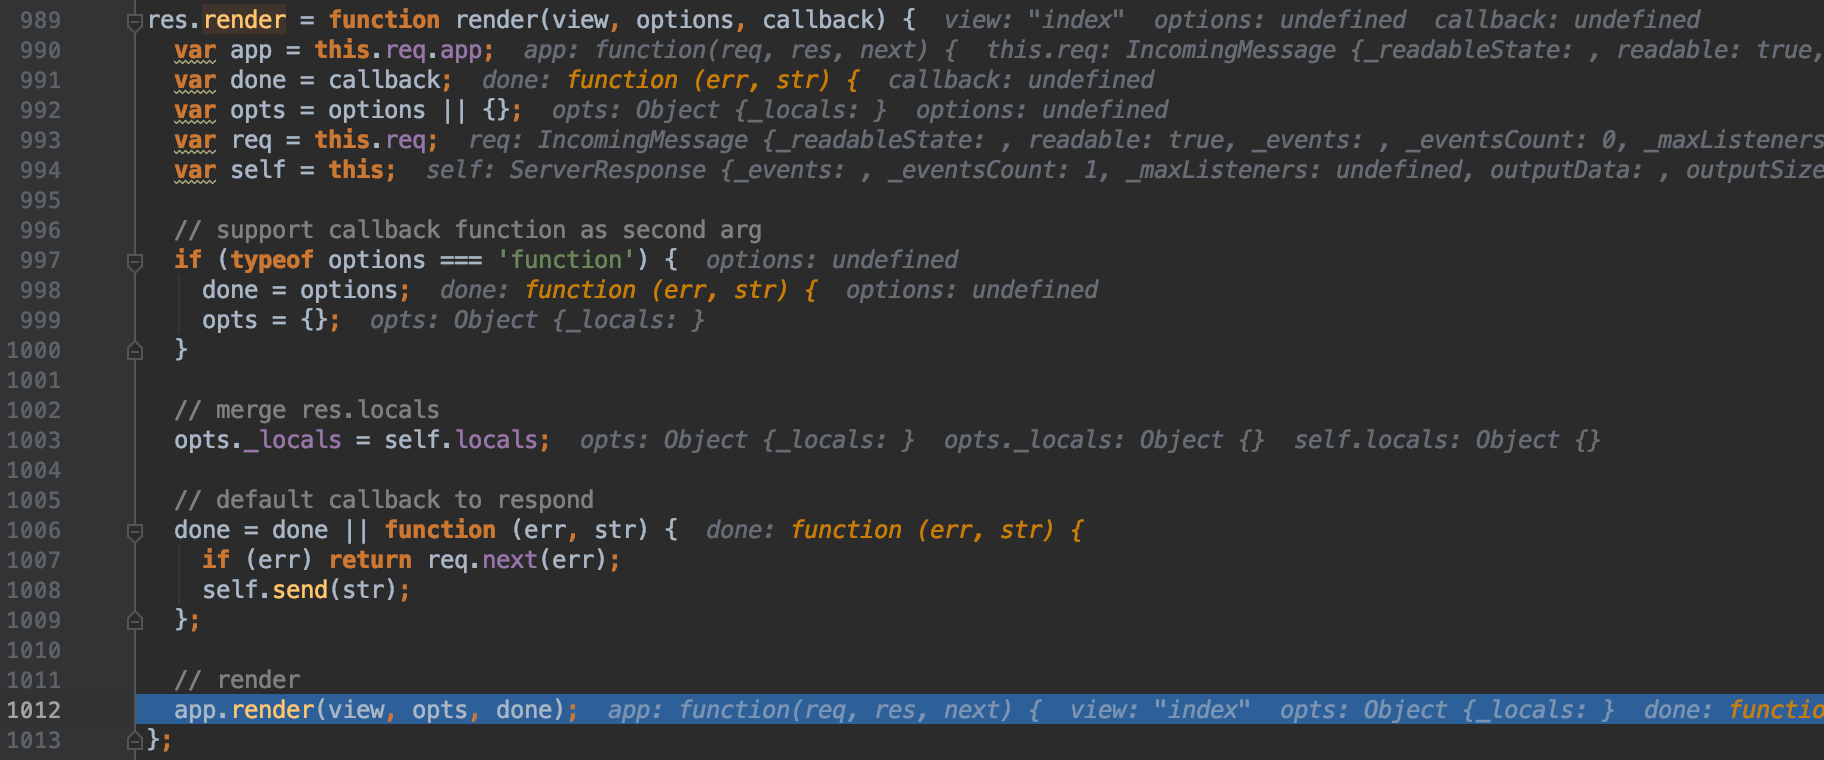 989 res.render = function render(view, options, callback) { view: "index" options: undefined callback: undefined
990 var app = this.req.app; app: function(req, res, next) { this.req: IncomingMessage {_readableState: , readable: true,
991 var done = callback; done: function (err, str) { callback: undefined
992 var opts = options || {}; opts: Object {_locals: } options: undefined
993 var req = this.req; req: IncomingMessage {_readableState: , readable: true, _events: , _eventsCount: 0, _maxListeners
994 var self = this; self: ServerResponse {_events: , _eventsCount: 1, _maxListeners: undefined, outputData: , outputSize
995
996 // support callback function as second arg
997 if (typeof options === 'function') { options: undefined
998 done = options; done: function (err, str) { options: undefined
999 opts = {}; opts: Object {_locals: }
1000 }
1001
1002 // merge res.locals
1003 opts._locals = self.locals; opts: Object {_locals: } opts._locals: Object {} self.locals: Object {}
1004
1005 // default callback to respond
1006 done = done || function (err, str) { done: function (err, str) {
1007 if (err) return req.next(err);
1008 self.send(str);
1009 };
1010
1011 // render
1012 app.render(view, opts, done); app: function(req, res, next) { view: "index" opts: Object {_locals: } done: functio
1013 };